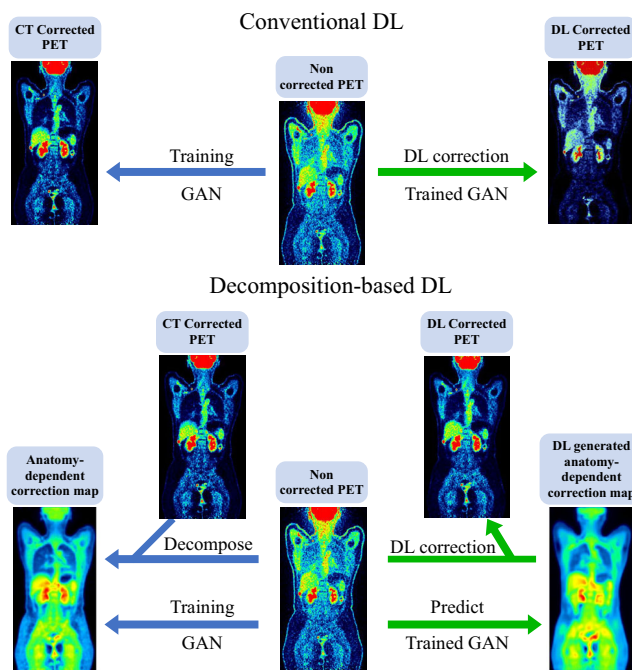 Conventional DL
CT Corrected
PET
Non
corrected PET
DL Corrected
PET
Training
GAN
DL correction
Trained GAN
Decomposition-based DL
CT Corrected
PET
DL Corrected
PET
Anatomy-
dependent
correction map
Non
corrected PET
DL generated
anatomy-
dependent
correction map
Decompose
DL correction
Training
GAN
Predict
Trained GAN